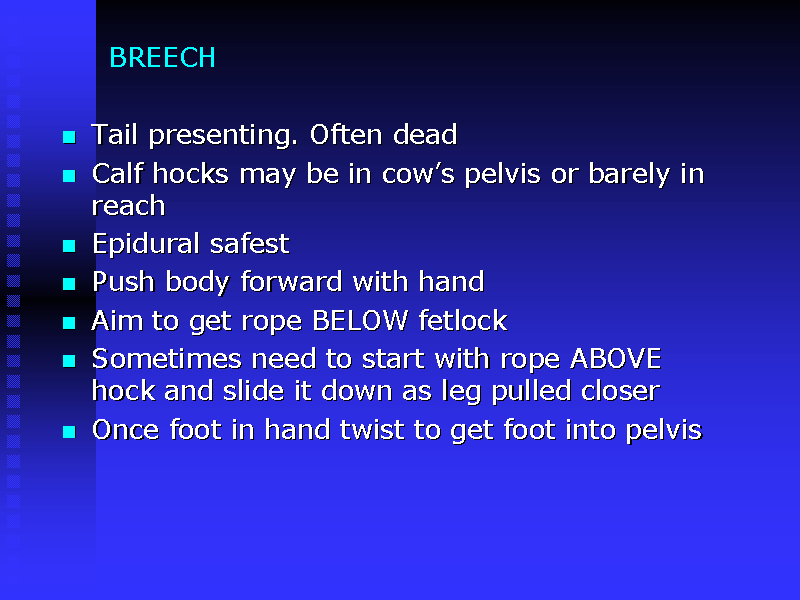 BREECH
Tail presenting. Often dead
Calf hocks may be in cow’s pelvis or barely in
reach
Epidural safest
Push body forward with hand
Aim to get rope BELOW fetlock
Sometimes need to start with rope ABOVE
hock and slide it down as leg pulled closer
Once foot in hand twist to get foot into pelvis